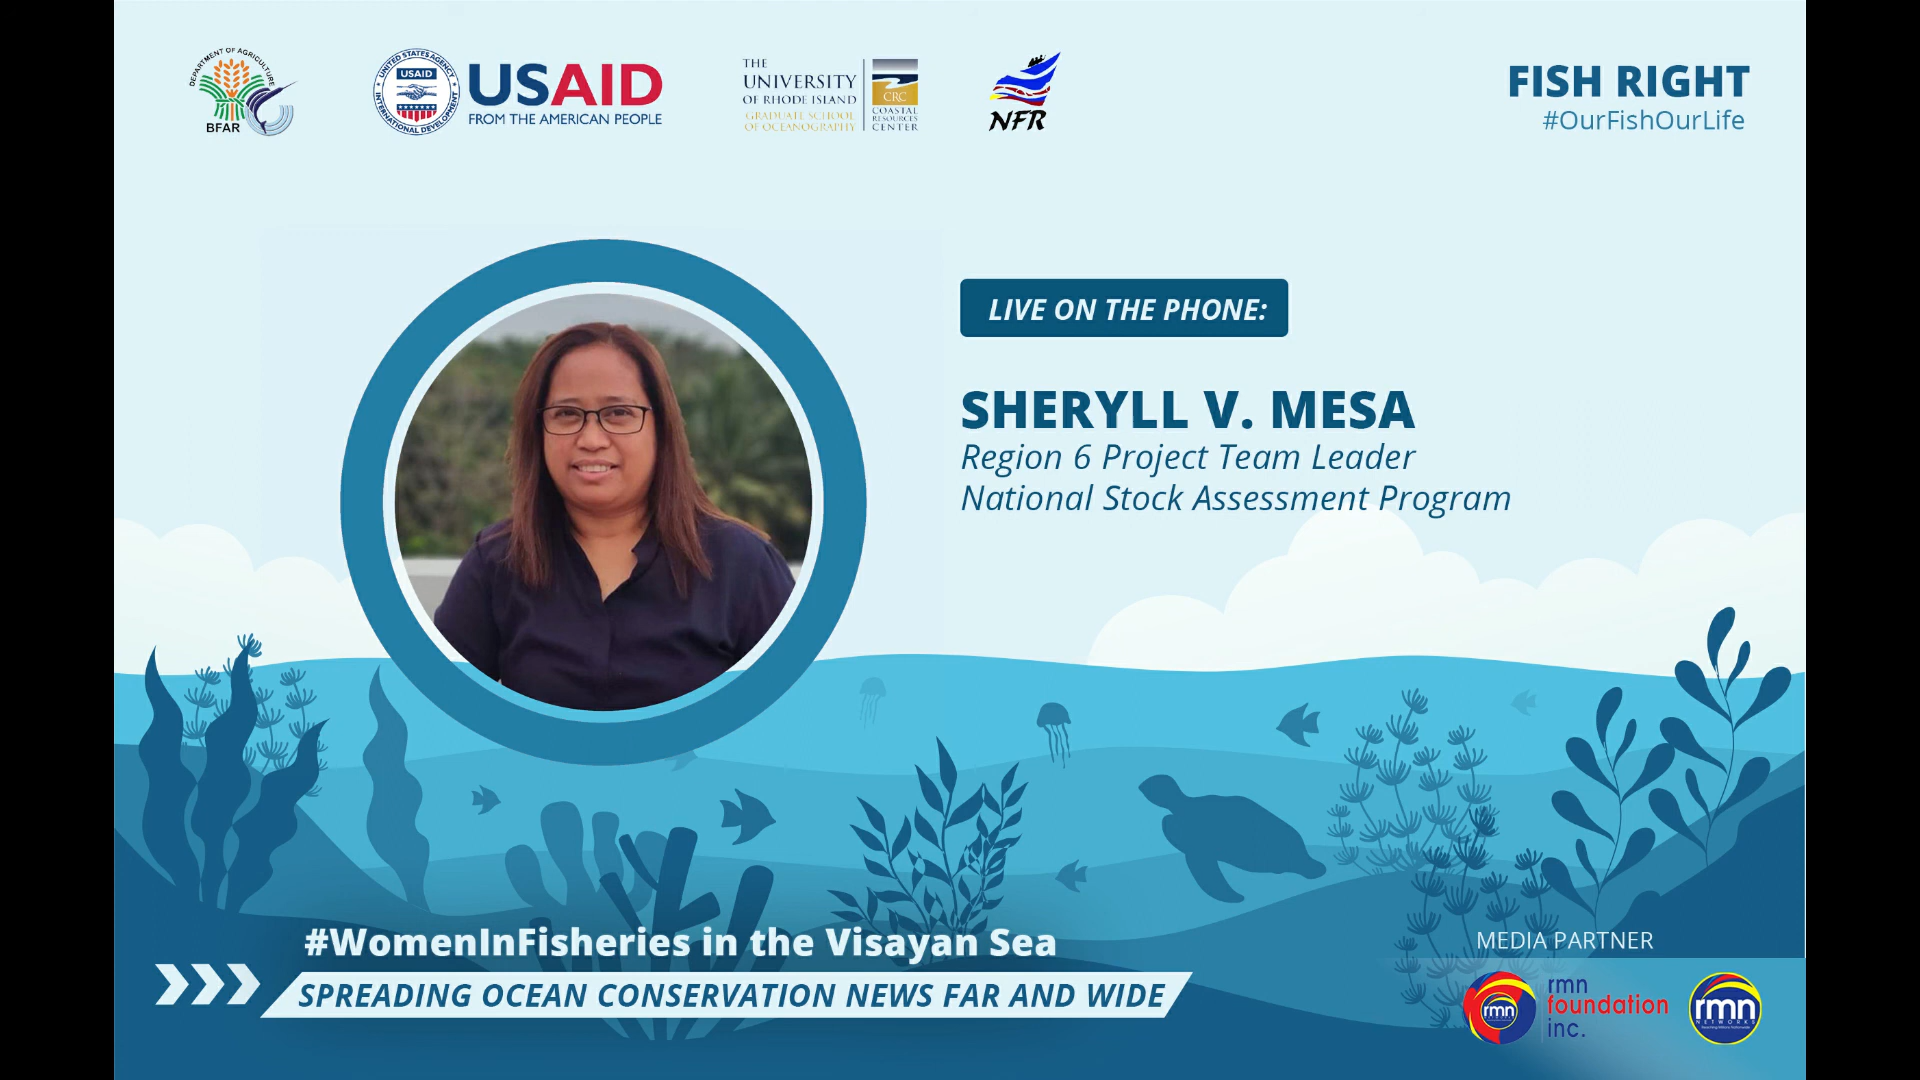 DEPARTMENT OF AGRICULTURE
BFAR
UNITED STATES AGENCY
USAID
INTERNATIONAL DEVELOPMENT
USAID
FROM THE AMERICAN PEOPLE
THE
UNIVERSITY
OF RHODE ISLAND
GRADUATE SCHOOL
OF OCEANOGRAPHY
CRC
COASTAL
RESOURCES
CENTER
NFR
FISH RIGHT
#OurFishOurLife
LIVE ON THE PHONE:
SHERYLL V. MESA
Region 6 Project Team Leader
National Stock Assessment Program
#WomenInFisheries in the Visayan Sea
SPREADING OCEAN CONSERVATION NEWS FAR AND WIDE
MEDIA PARTNER
rmn
rmn
foundation
inc.
rmn
NETWORKS